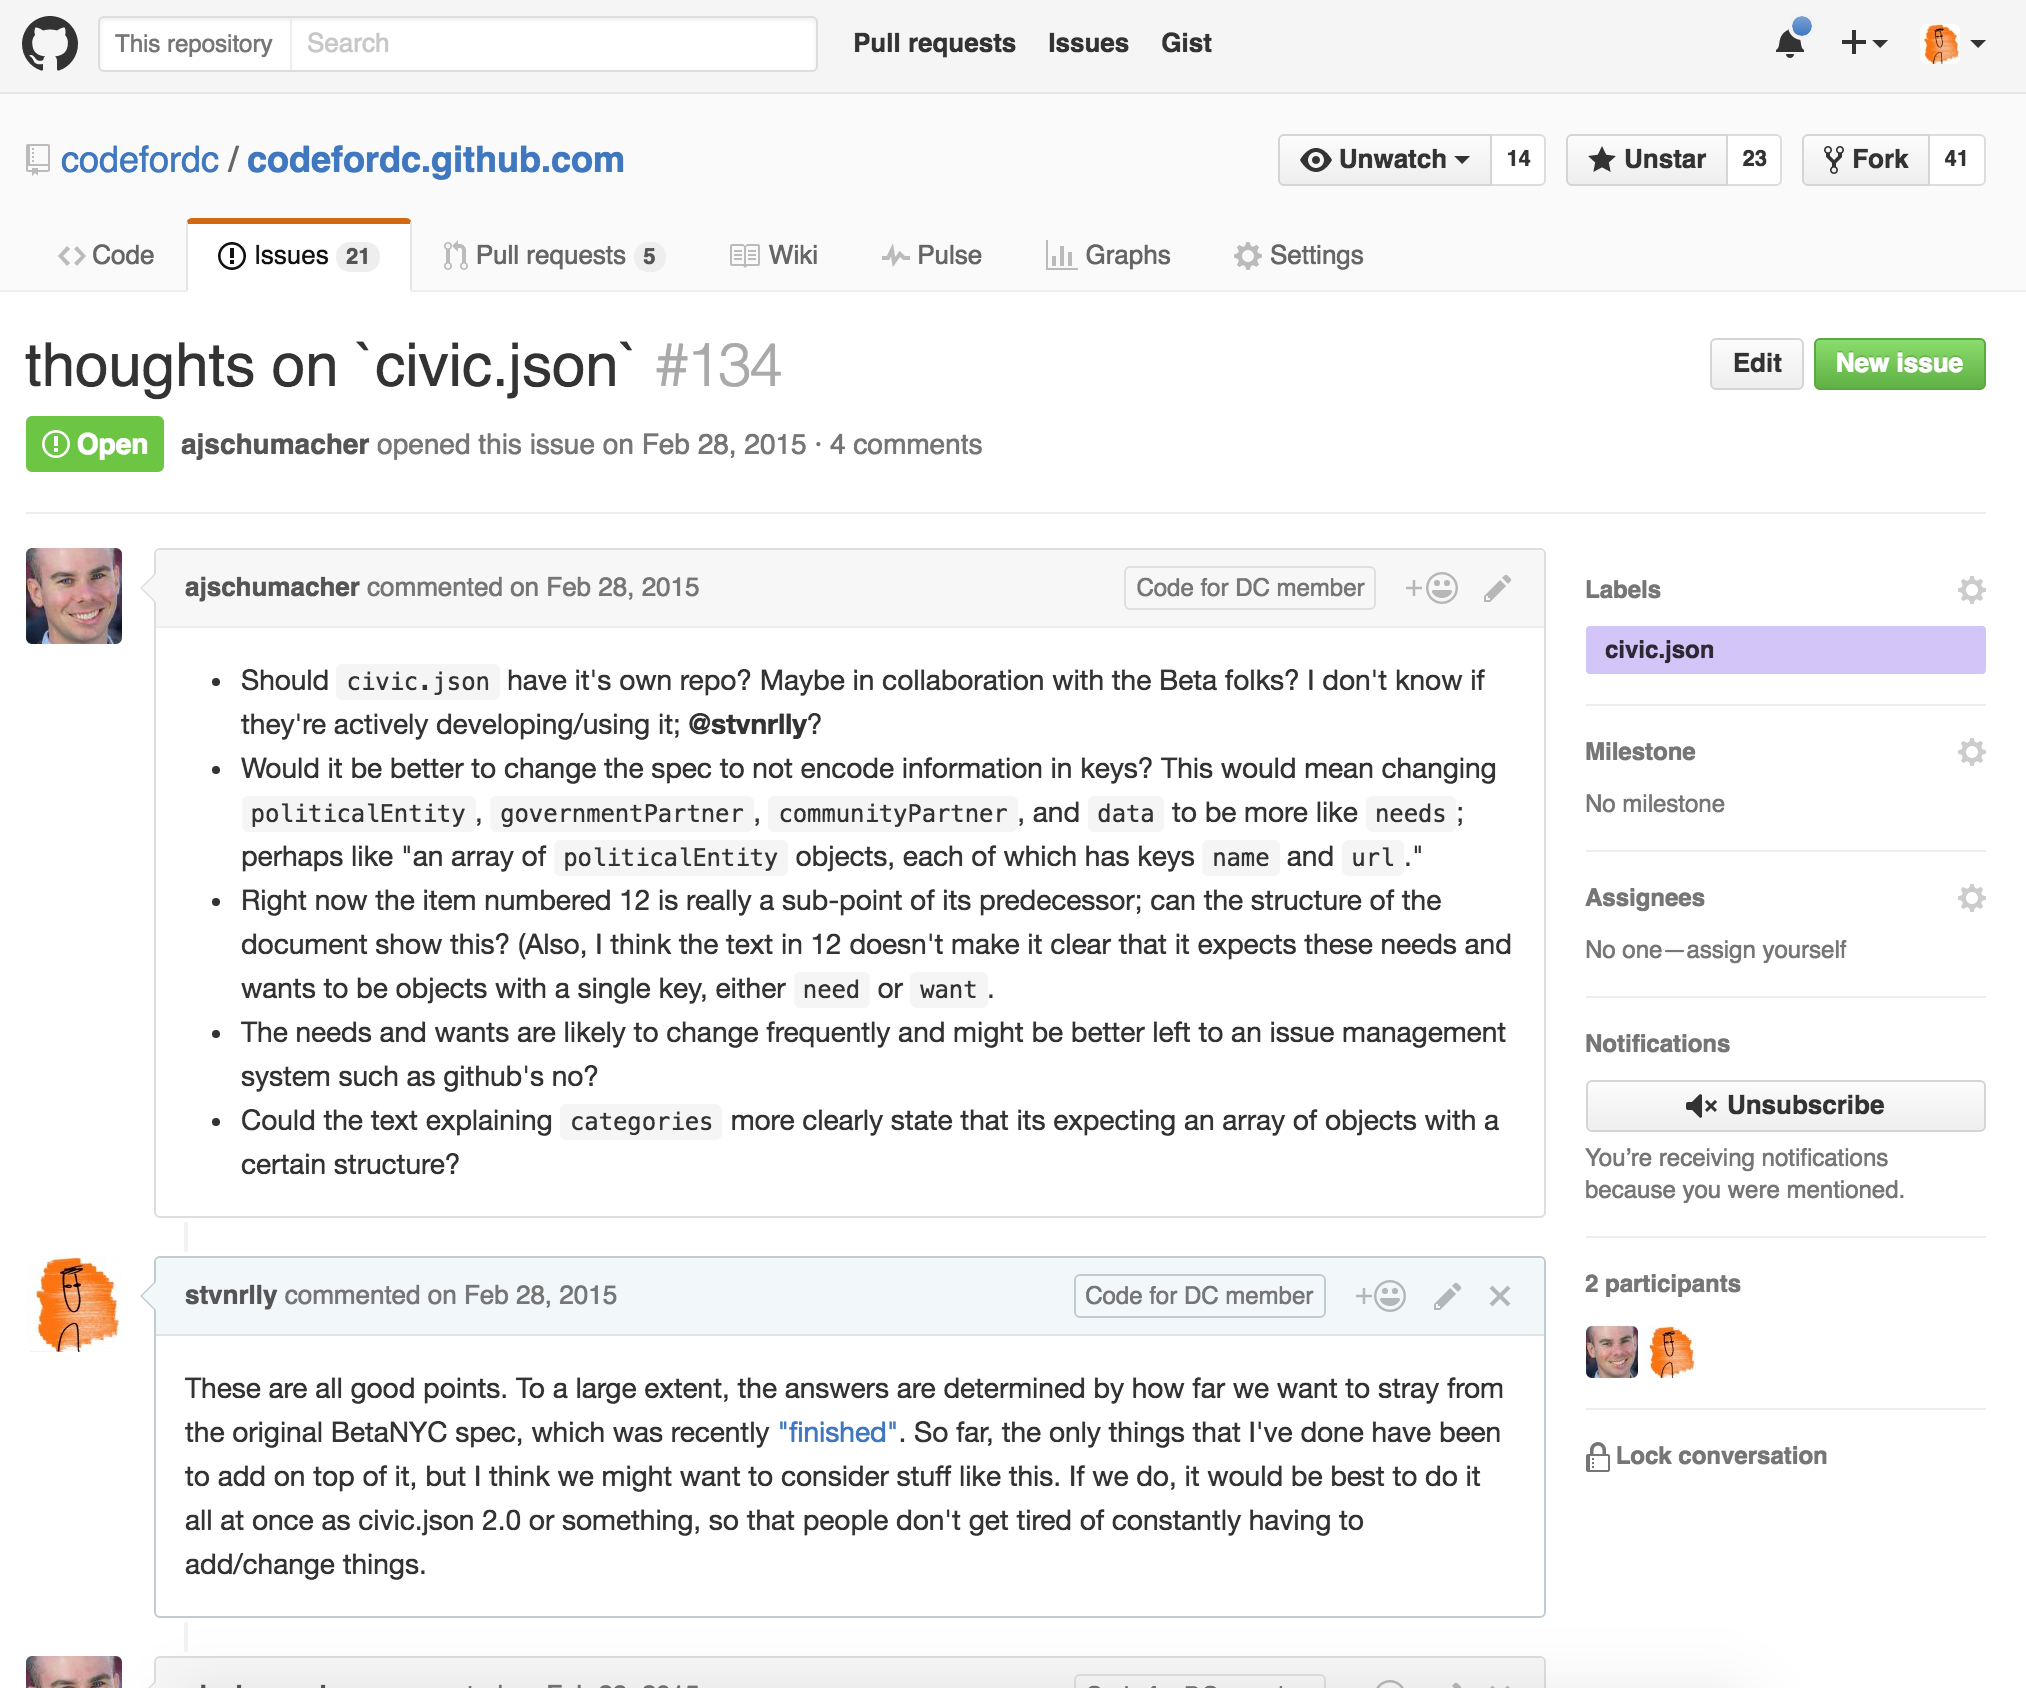 This repository Search Pull requests Issues Gist
codefordc / codefordc.github.com Unwatch 14 Unstar 23 Fork 41
Code Issues 21 Pull requests 5 Wiki Pulse Graphs Settings
thoughts on `civic.json` #134 Edit New issue
Open ajschumacher opened this issue on Feb 28, 2015 · 4 comments
ajschumacher commented on Feb 28, 2015 Code for DC member
• Should civic.json have it's own repo? Maybe in collaboration with the Beta folks? I don't know if
they're actively developing/using it; @stvnrlly?
• Would it be better to change the spec to not encode information in keys? This would mean changing
politicalEntity, governmentPartner, communityPartner, and data to be more like needs;
perhaps like "an array of politicalEntity objects, each of which has keys name and url."
• Right now the item numbered 12 is really a sub-point of its predecessor; can the structure of the
document show this? (Also, I think the text in 12 doesn't make it clear that it expects these needs and
wants to be objects with a single key, either need or want.
• The needs and wants are likely to change frequently and might be better left to an issue management
system such as github's no?
• Could the text explaining categories more clearly state that its expecting an array of objects with a
certain structure?
stvnrlly commented on Feb 28, 2015 Code for DC member
These are all good points. To a large extent, the answers are determined by how far we want to stray from
the original BetaNYC spec, which was recently "finished". So far, the only things that I've done have been
to add on top of it, but I think we might want to consider stuff like this. If we do, it would be best to do it
all at once as civic.json 2.0 or something, so that people don't get tired of constantly having to
add/change things.
Labels
civic.json
Milestone
No milestone
Assignees
No one—assign yourself
Notifications
Unsubscribe
You’re receiving notifications
because you were mentioned.
2 participants
Lock conversation